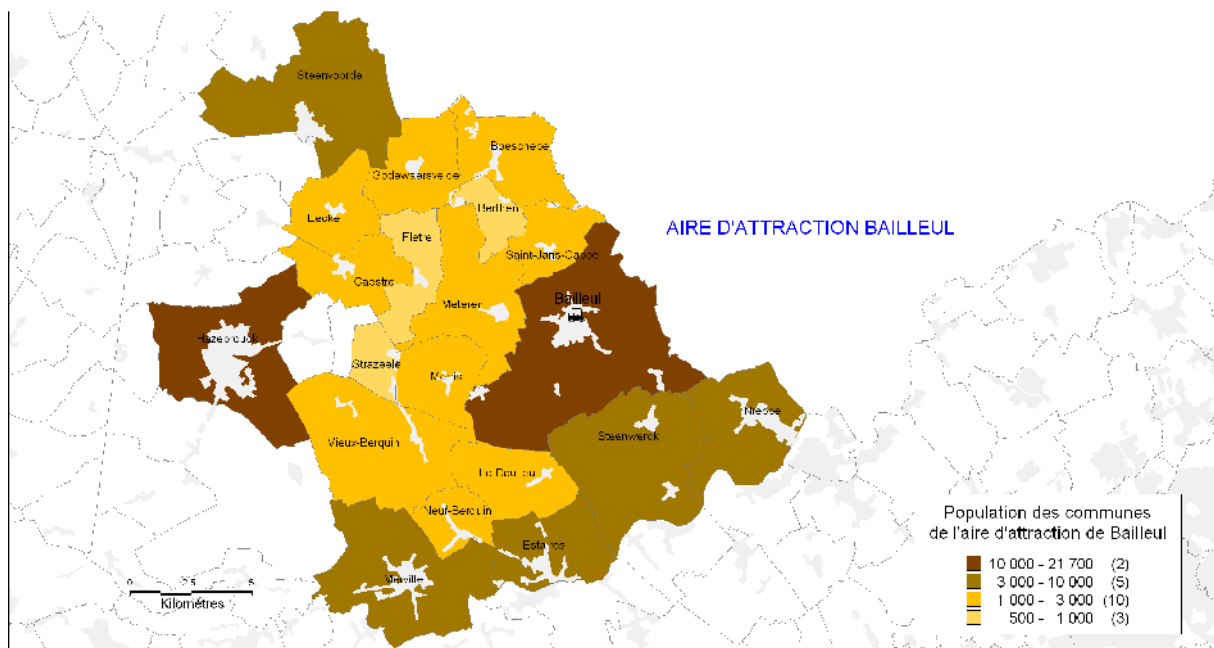 Steenvoorde
Boeschepe
Godewaersvelde
Berthen
Eecke
Fletre
AIRE D'ATTRACTION BAILLEUL
Saint-Jans-Cappel
Caestre
Meteren
Bailleul
Hazebrouck
Strazeele
Merris
Nieppe
Steenwerck
Vieux-Berquin
Le Doulieu
Neuf-Berquin
Estaires
Merville
0 2,5 5
Kilomètres
Population des communes
de l'aire d'attraction de Bailleul
10 000 - 21 700 (2)
3 000 - 10 000 (5)
1 000 - 3 000 (10)
500 - 1 000 (3)